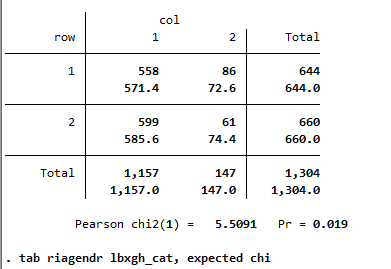 col
row 1 2 Total
1 558 86 644
571.4 72.6 644.0
2 599 61 660
585.6 74.4 660.0
Total 1,157 147 1,304
1,157.0 147.0 1,304.0
Pearson chi2(1) = 5.5091 Pr = 0.019
. tab riagendr lbxgh_cat, expected chi